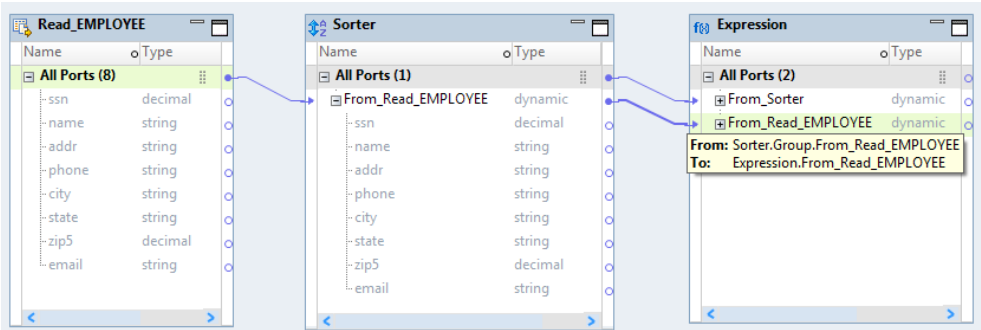 Read_EMPLOYEE
Name Type
All Ports (8)
ssn decimal
name string
addr string
phone string
city string
state string
zip5 decimal
email string
Sorter
Name Type
All Ports (1)
From_Read_EMPLOYEE dynamic
ssn decimal
name string
addr string
phone string
city string
state string
zip5 decimal
email string
f(x) Expression
Name Type
All Ports (2)
From_Sorter dynamic
From_Read_EMPLOYEE dynamic
From: Sorter.Group.From_Read_EMPLOYEE
To: Expression.From_Read_EMPLOYEE